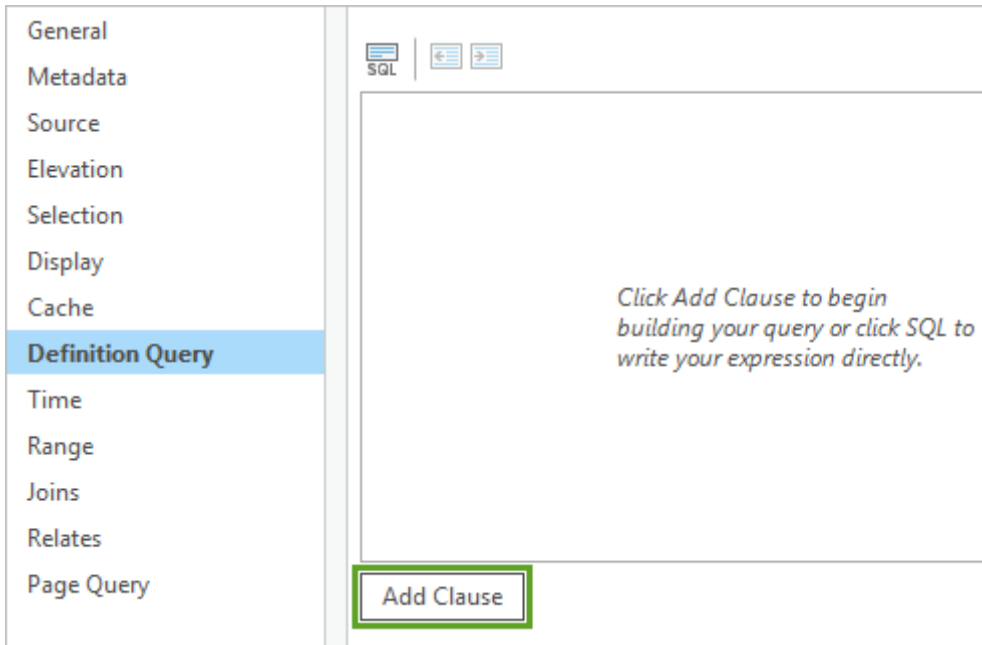 General
Metadata
Source
Elevation
Selection
Display
Cache
Definition Query
Time
Range
Joins
Relates
Page Query
SQL
Click Add Clause to begin
building your query or click SQL to
write your expression directly.
Add Clause